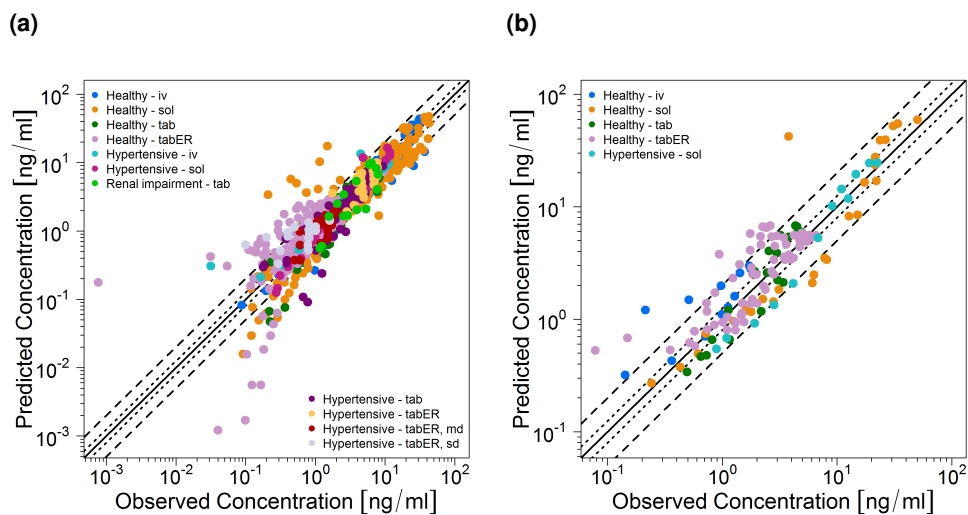 (a)
(b)
Healthy - iv
Healthy - sol
Healthy - tab
Healthy - tabER
Hypertensive - iv
Hypertensive - sol
Renal impairment - tab
Hypertensive - tab
Hypertensive - tabER
Hypertensive - tabER, md
Hypertensive - tabER, sd
Predicted Concentration [ng/ml]
10²
10¹
10⁰
10⁻¹
10⁻²
10⁻³
10⁻³
10⁻²
10⁻¹
10⁰
10¹
10²
Observed Concentration [ng/ml]
Healthy - iv
Healthy - sol
Healthy - tab
Healthy - tabER
Hypertensive - sol
Predicted Concentration [ng/ml]
10²
10¹
10⁰
10⁻¹
10⁻¹
10⁰
10¹
10²
Observed Concentration [ng/ml]